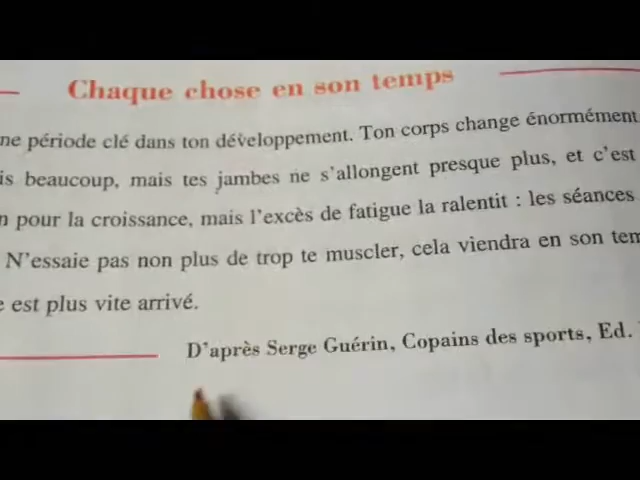 Chaque chose en son temps
ne période clé dans ton développement. Ton corps change énormément
is beaucoup, mais tes jambes ne s'allongent presque plus, et c'est
n pour la croissance, mais l'excès de fatigue la ralentit : les séances
N'essaie pas non plus de trop te muscler, cela viendra en son tem
e est plus vite arrivé.
D'après Serge Guérin, Copains des sports, Ed.